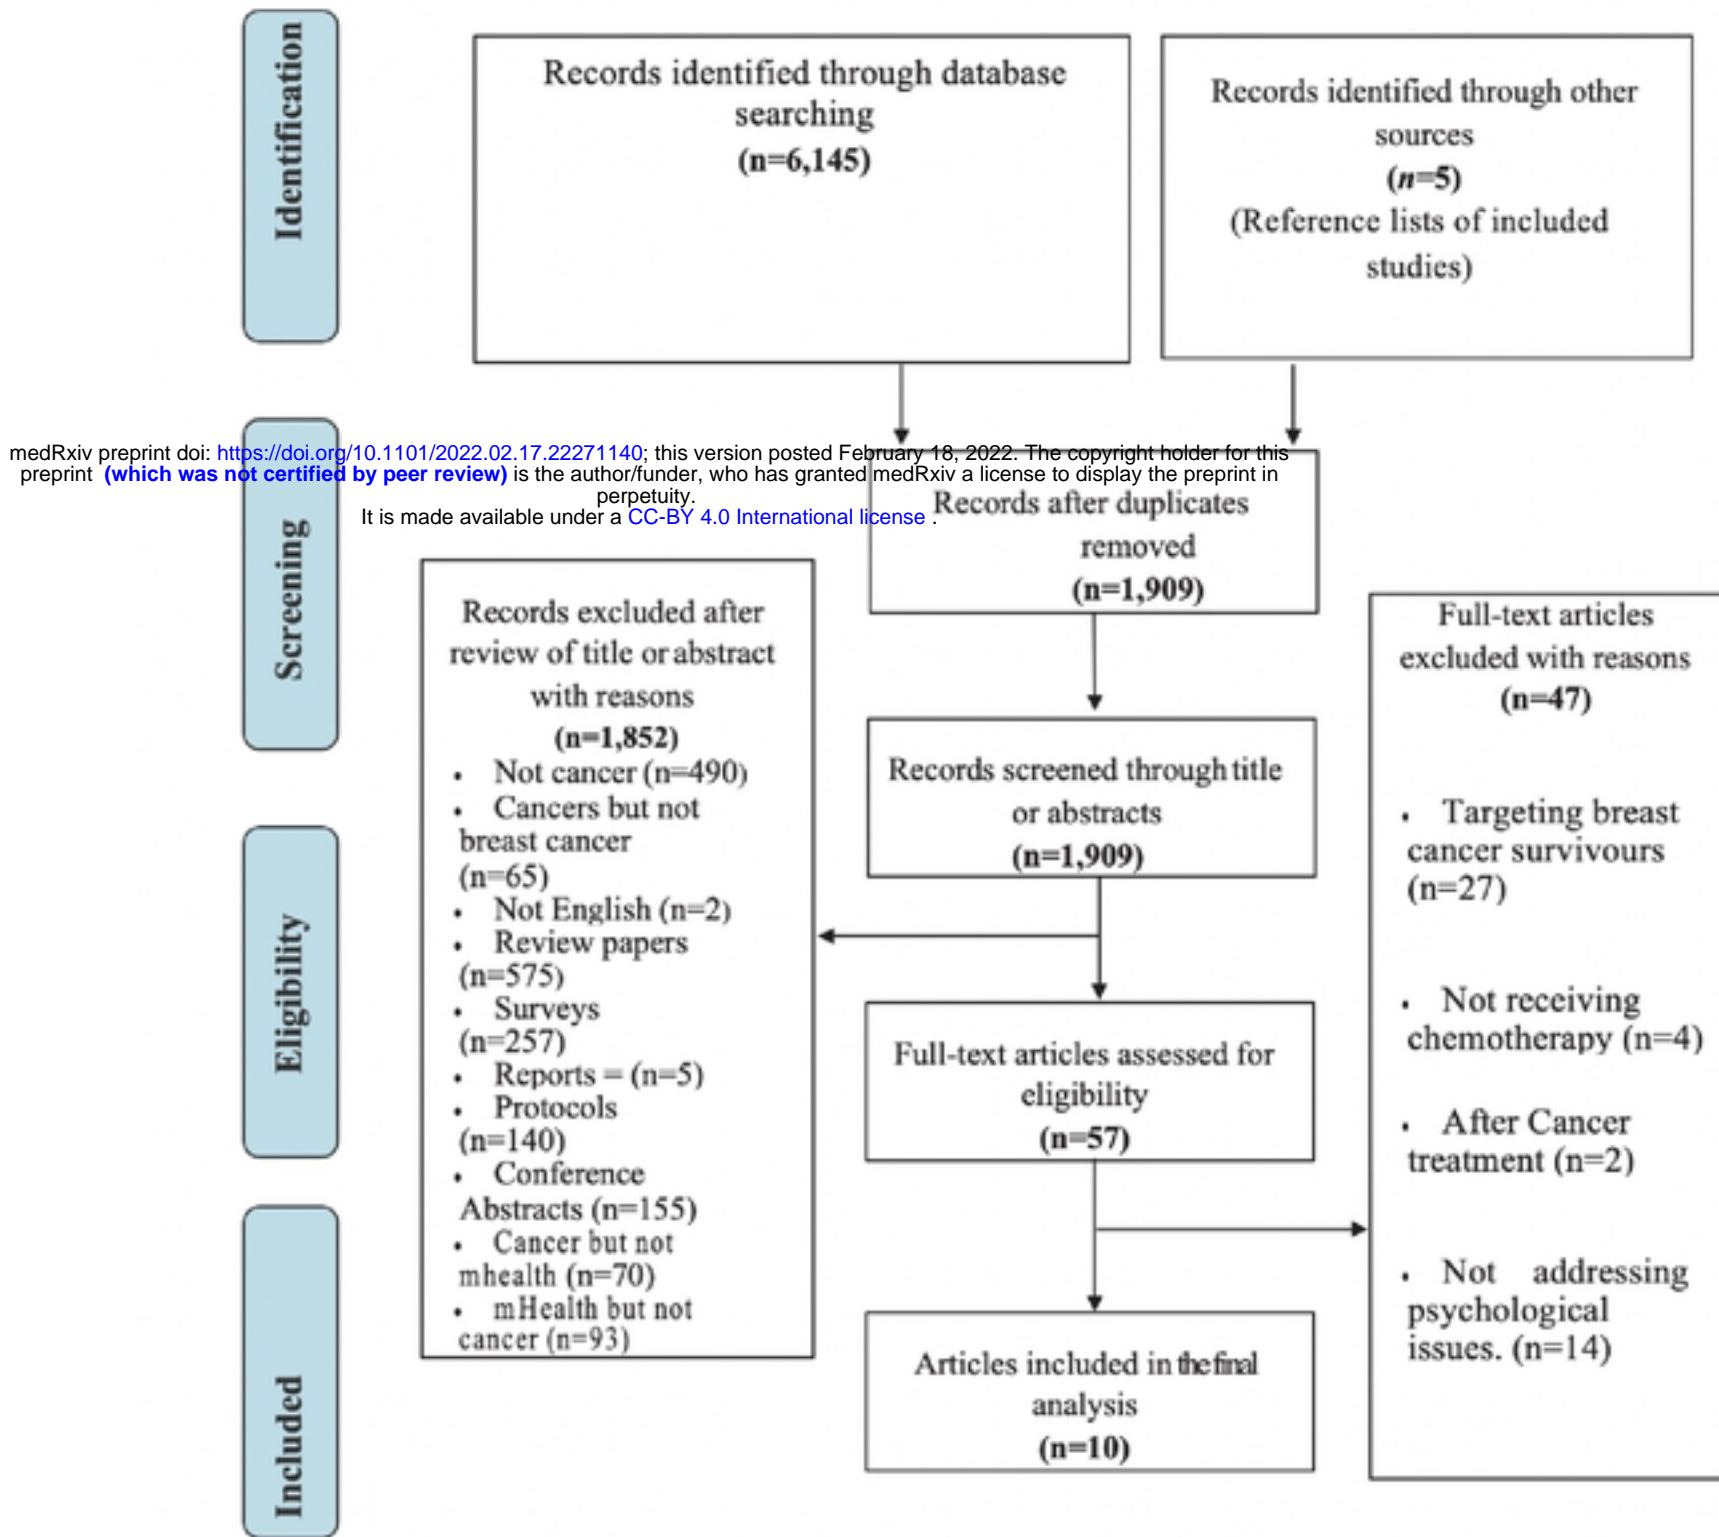 Identification
Records identified through database
searching
(n=6,145)
Records identified through other
sources
(n=5)
(Reference lists of included
studies)
medRxiv preprint doi: https://doi.org/10.1101/2022.02.17.22271140; this version posted February 18, 2022. The copyright holder for this
preprint (which was not certified by peer review) is the author/funder, who has granted medRxiv a license to display the preprint in
perpetuity.
It is made available under a CC-BY 4.0 International license .
Screening
Records after duplicates
removed
(n=1,909)
Records excluded after
review of title or abstract
with reasons
(n=1,852)
• Not cancer (n=490)
• Cancers but not
breast cancer
(n=65)
• Not English (n=2)
• Review papers
(n=575)
• Surveys
(n=257)
• Reports = (n=5)
• Protocols
(n=140)
• Conference
Abstracts (n=155)
• Cancer but not
mhealth (n=70)
• mHealth but not
cancer (n=93)
Records screened through title
or abstracts
(n=1,909)
Full-text articles
excluded with reasons
(n=47)
• Targeting breast
cancer survivours
(n=27)
• Not receiving
chemotherapy (n=4)
• After Cancer
treatment (n=2)
• Not addressing
psychological
issues. (n=14)
Eligibility
Full-text articles assessed for
eligibility
(n=57)
Included
Articles included in the final
analysis
(n=10)